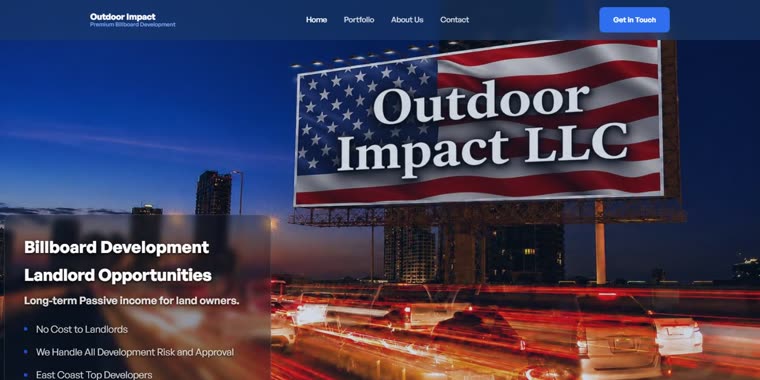 Outdoor Impact
Premium Billboard Development
Home
Portfolio
About Us
Contact
Get in Touch
Outdoor
Impact LLC
Billboard Development
Landlord Opportunities
Long-term Passive income for land owners.
No Cost to Landlords
We Handle All Development Risk and Approval
East Coast Top Developers